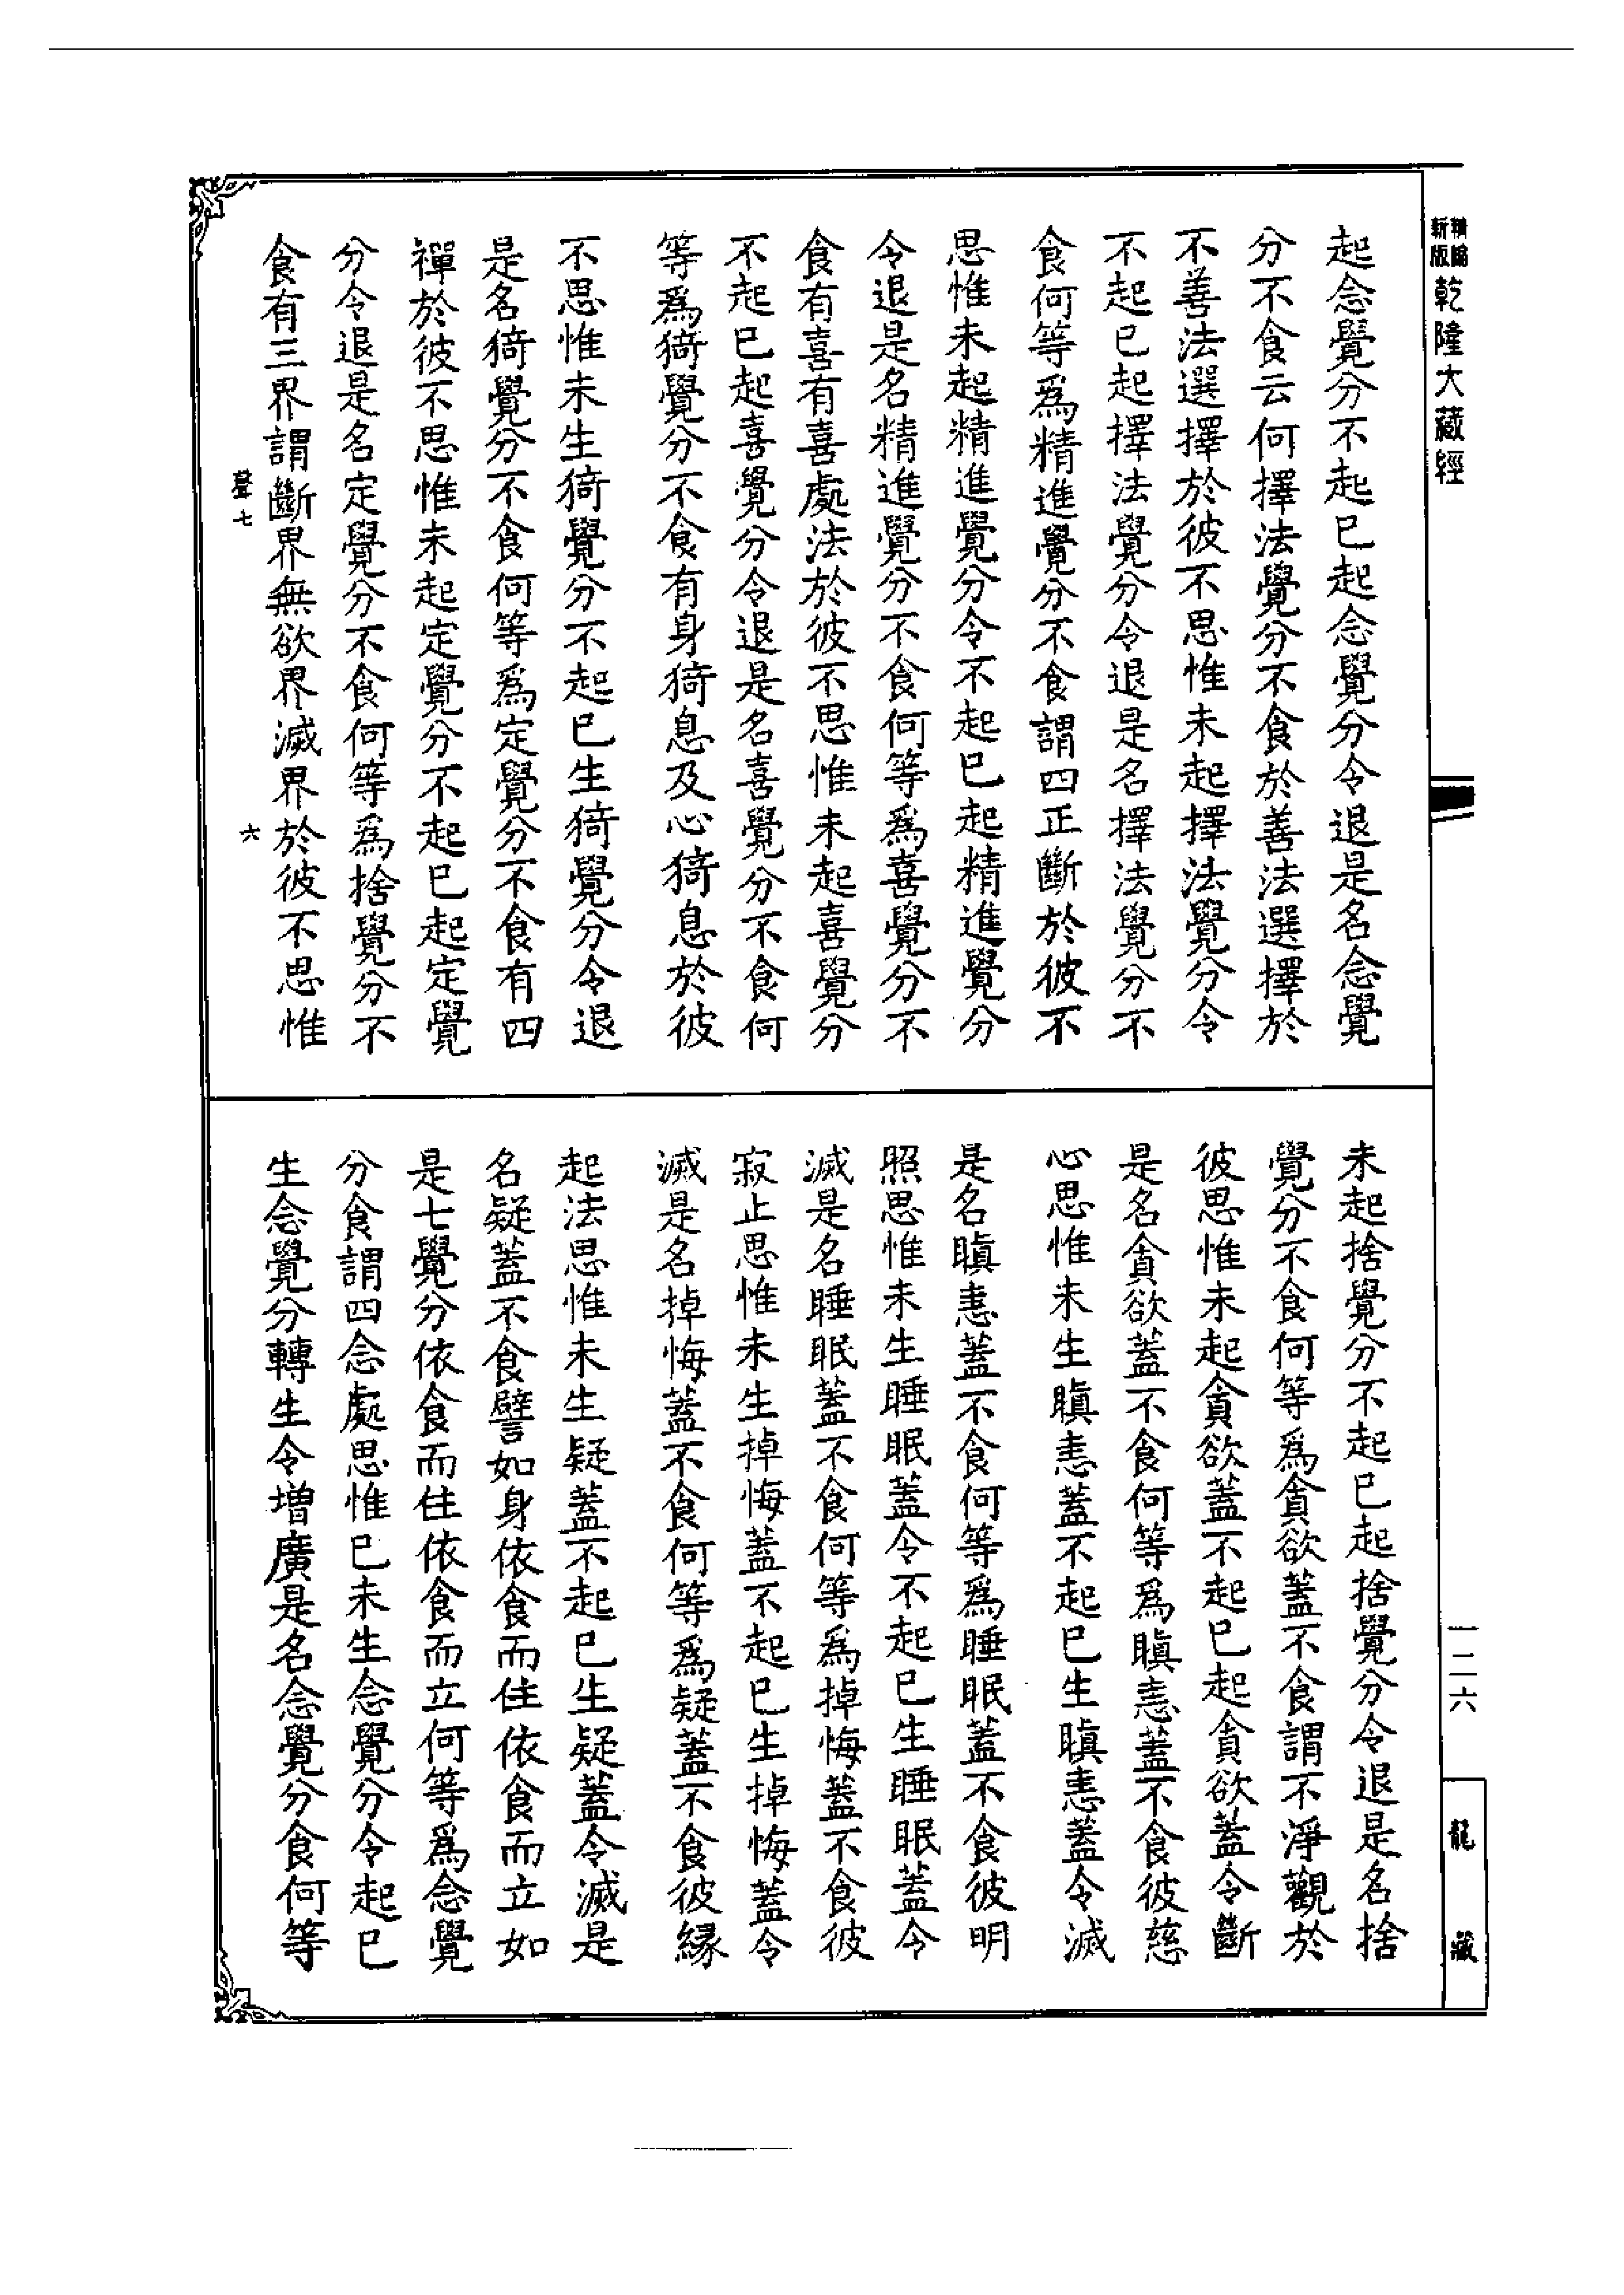 新編
新版
乾隆大藏經
起念覺分不起已起念覺分令退是名念覺
分不食云何擇法覺分不食於善法選擇於
不善法選擇於彼不思惟未起擇法覺分令
不起已起擇法覺分令退是名擇法覺分不
食何等爲精進覺分不食謂四正斷於彼不
思惟未起精進覺分令不起已起精進覺分
令退是名精進覺分不食何等爲喜覺分不
食有喜有喜處法於彼不思惟未起喜覺分
不起已起喜覺分令退是名喜覺分不食何
等爲猗覺分不食有身猗息及心猗息於彼
不思惟未生猗覺分不起已生猗覺分令退
是名猗覺分不食何等爲定覺分不食有四
禪於彼不思惟未起定覺分不起已起定覺
分令退是名定覺分不食何等爲捨覺分不
食有三界謂斷界無欲界滅界於彼不思惟
聲七
六
未起捨覺分不起已起捨覺分令退是名捨
覺分不食何等爲貪欲蓋不食謂不淨觀於
彼思惟未起貪欲蓋不起已起貪欲蓋令斷
是名貪欲蓋不食何等爲瞋恚蓋不食彼慈
心思惟未生瞋恚蓋不起已生瞋恚蓋令滅
是名瞋恚蓋不食何等爲睡眠蓋不食彼明
照思惟未生睡眠蓋令不起已生睡眠蓋令
滅是名睡眠蓋不食何等爲掉悔蓋不食彼
寂止思惟未生掉悔蓋不起已生掉悔蓋令
滅是名掉悔蓋不食何等爲疑蓋不食彼緣
起法思惟未生疑蓋不起已生疑蓋令滅是
名疑蓋不食譬如身依食而住依食而立如
是七覺分依食而住依食而立何等爲念覺
分食謂四念處思惟已未生念覺分令起已
生念覺分轉生令增廣是名念覺分食何等
一二六
龍藏